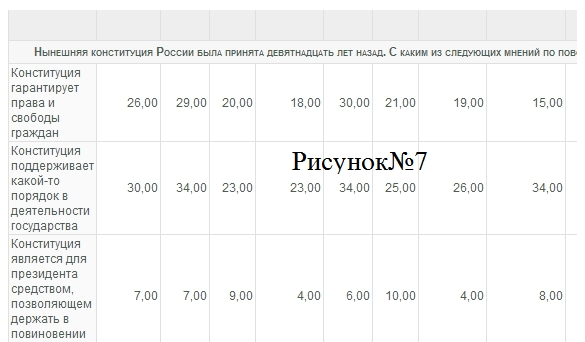 Нынешняя конституция России была принята девятнадцать лет назад. С каким из следующих мнений по пов
Конституция
гарантирует
права и
свободы
граждан
26,00 29,00 20,00 18,00 30,00 21,00 19,00 15,00
Рисунок№7
Конституция
поддерживает
какой-то
порядок в
деятельности
государства
30,00 34,00 23,00 23,00 34,00 25,00 26,00 34,00
Конституция
является для
президента
средством,
позволяющем
держать в
повиновении
7,00 7,00 9,00 4,00 6,00 10,00 4,00 8,00